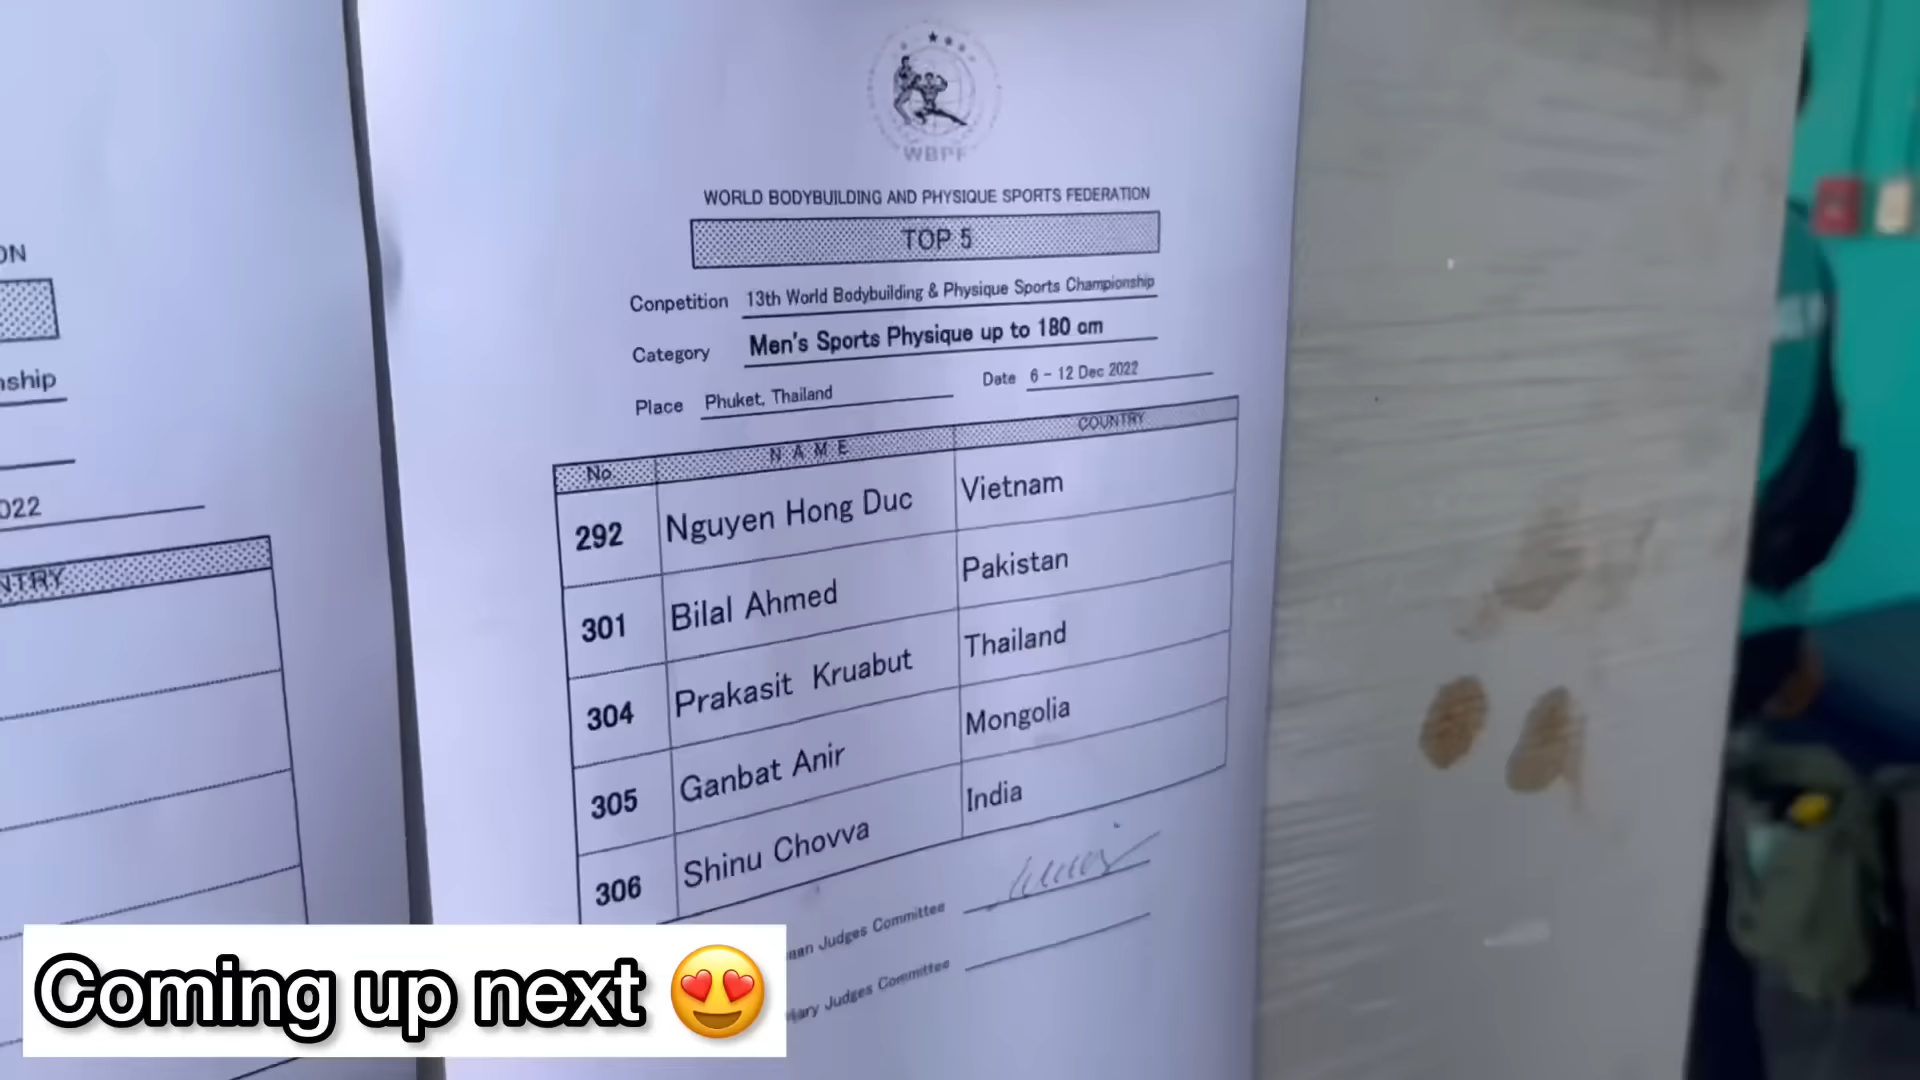 ON
nship
022
NTRY
WBPF
WORLD BODYBUILDING AND PHYSIQUE SPORTS FEDERATION
TOP 5
Conpetition 13th World Bodybuilding & Physique Sports Championship
Category Men's Sports Physique up to 180 cm
Place Phuket, Thailand Date 6 - 12 Dec 2022
No. NAME COUNTRY
292 Nguyen Hong Duc Vietnam
301 Bilal Ahmed Pakistan
304 Prakasit Kruabut Thailand
305 Ganbat Anir Mongolia
306 Shinu Chovva India
man Judges Committee
tary Judges Committee
Coming up next 😍